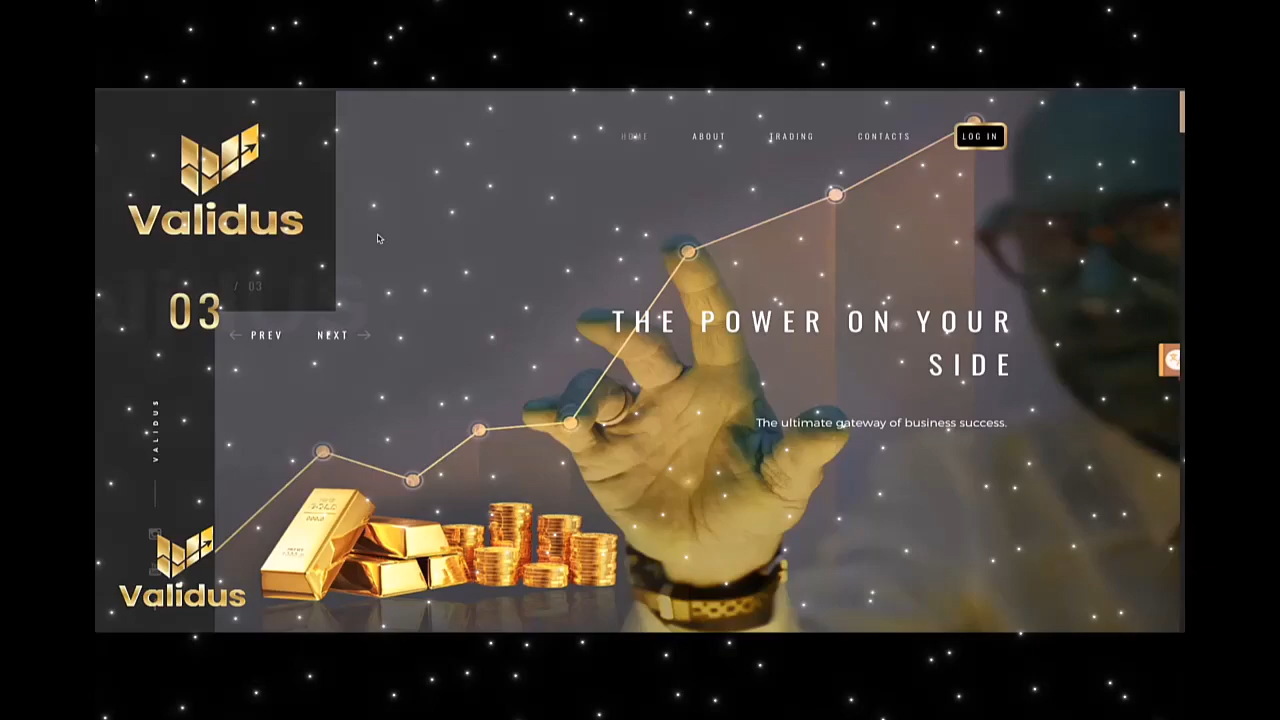 Validus
HOME
ABOUT
TRADING
CONTACTS
LOG IN
03
/ 03
PREV
NEXT
THE POWER ON YOUR
SIDE
The ultimate gateway of business success.
VALIDUS
Validus